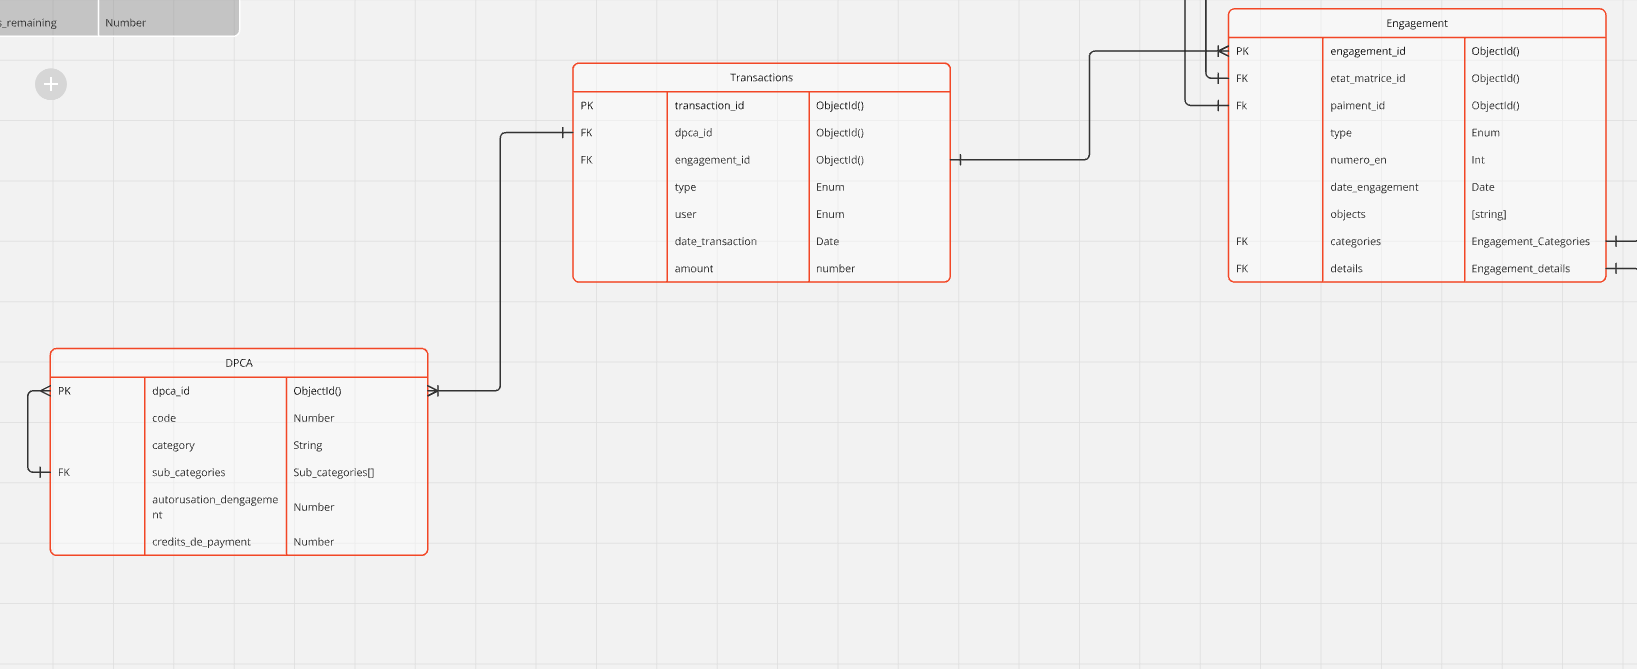 s_remaining Number
Engagement
PK engagement_id ObjectId()
FK etat_matrice_id ObjectId()
Fk paiment_id ObjectId()
type Enum
numero_en Int
date_engagement Date
objects [string]
FK categories Engagement_Categories
FK details Engagement_details
Transactions
PK transaction_id ObjectId()
FK dpca_id ObjectId()
FK engagement_id ObjectId()
type Enum
user Enum
date_transaction Date
amount number
DPCA
PK dpca_id ObjectId()
code Number
category String
FK sub_categories Sub_categories[]
autorusation_dengageme
nt
Number
credits_de_payment Number